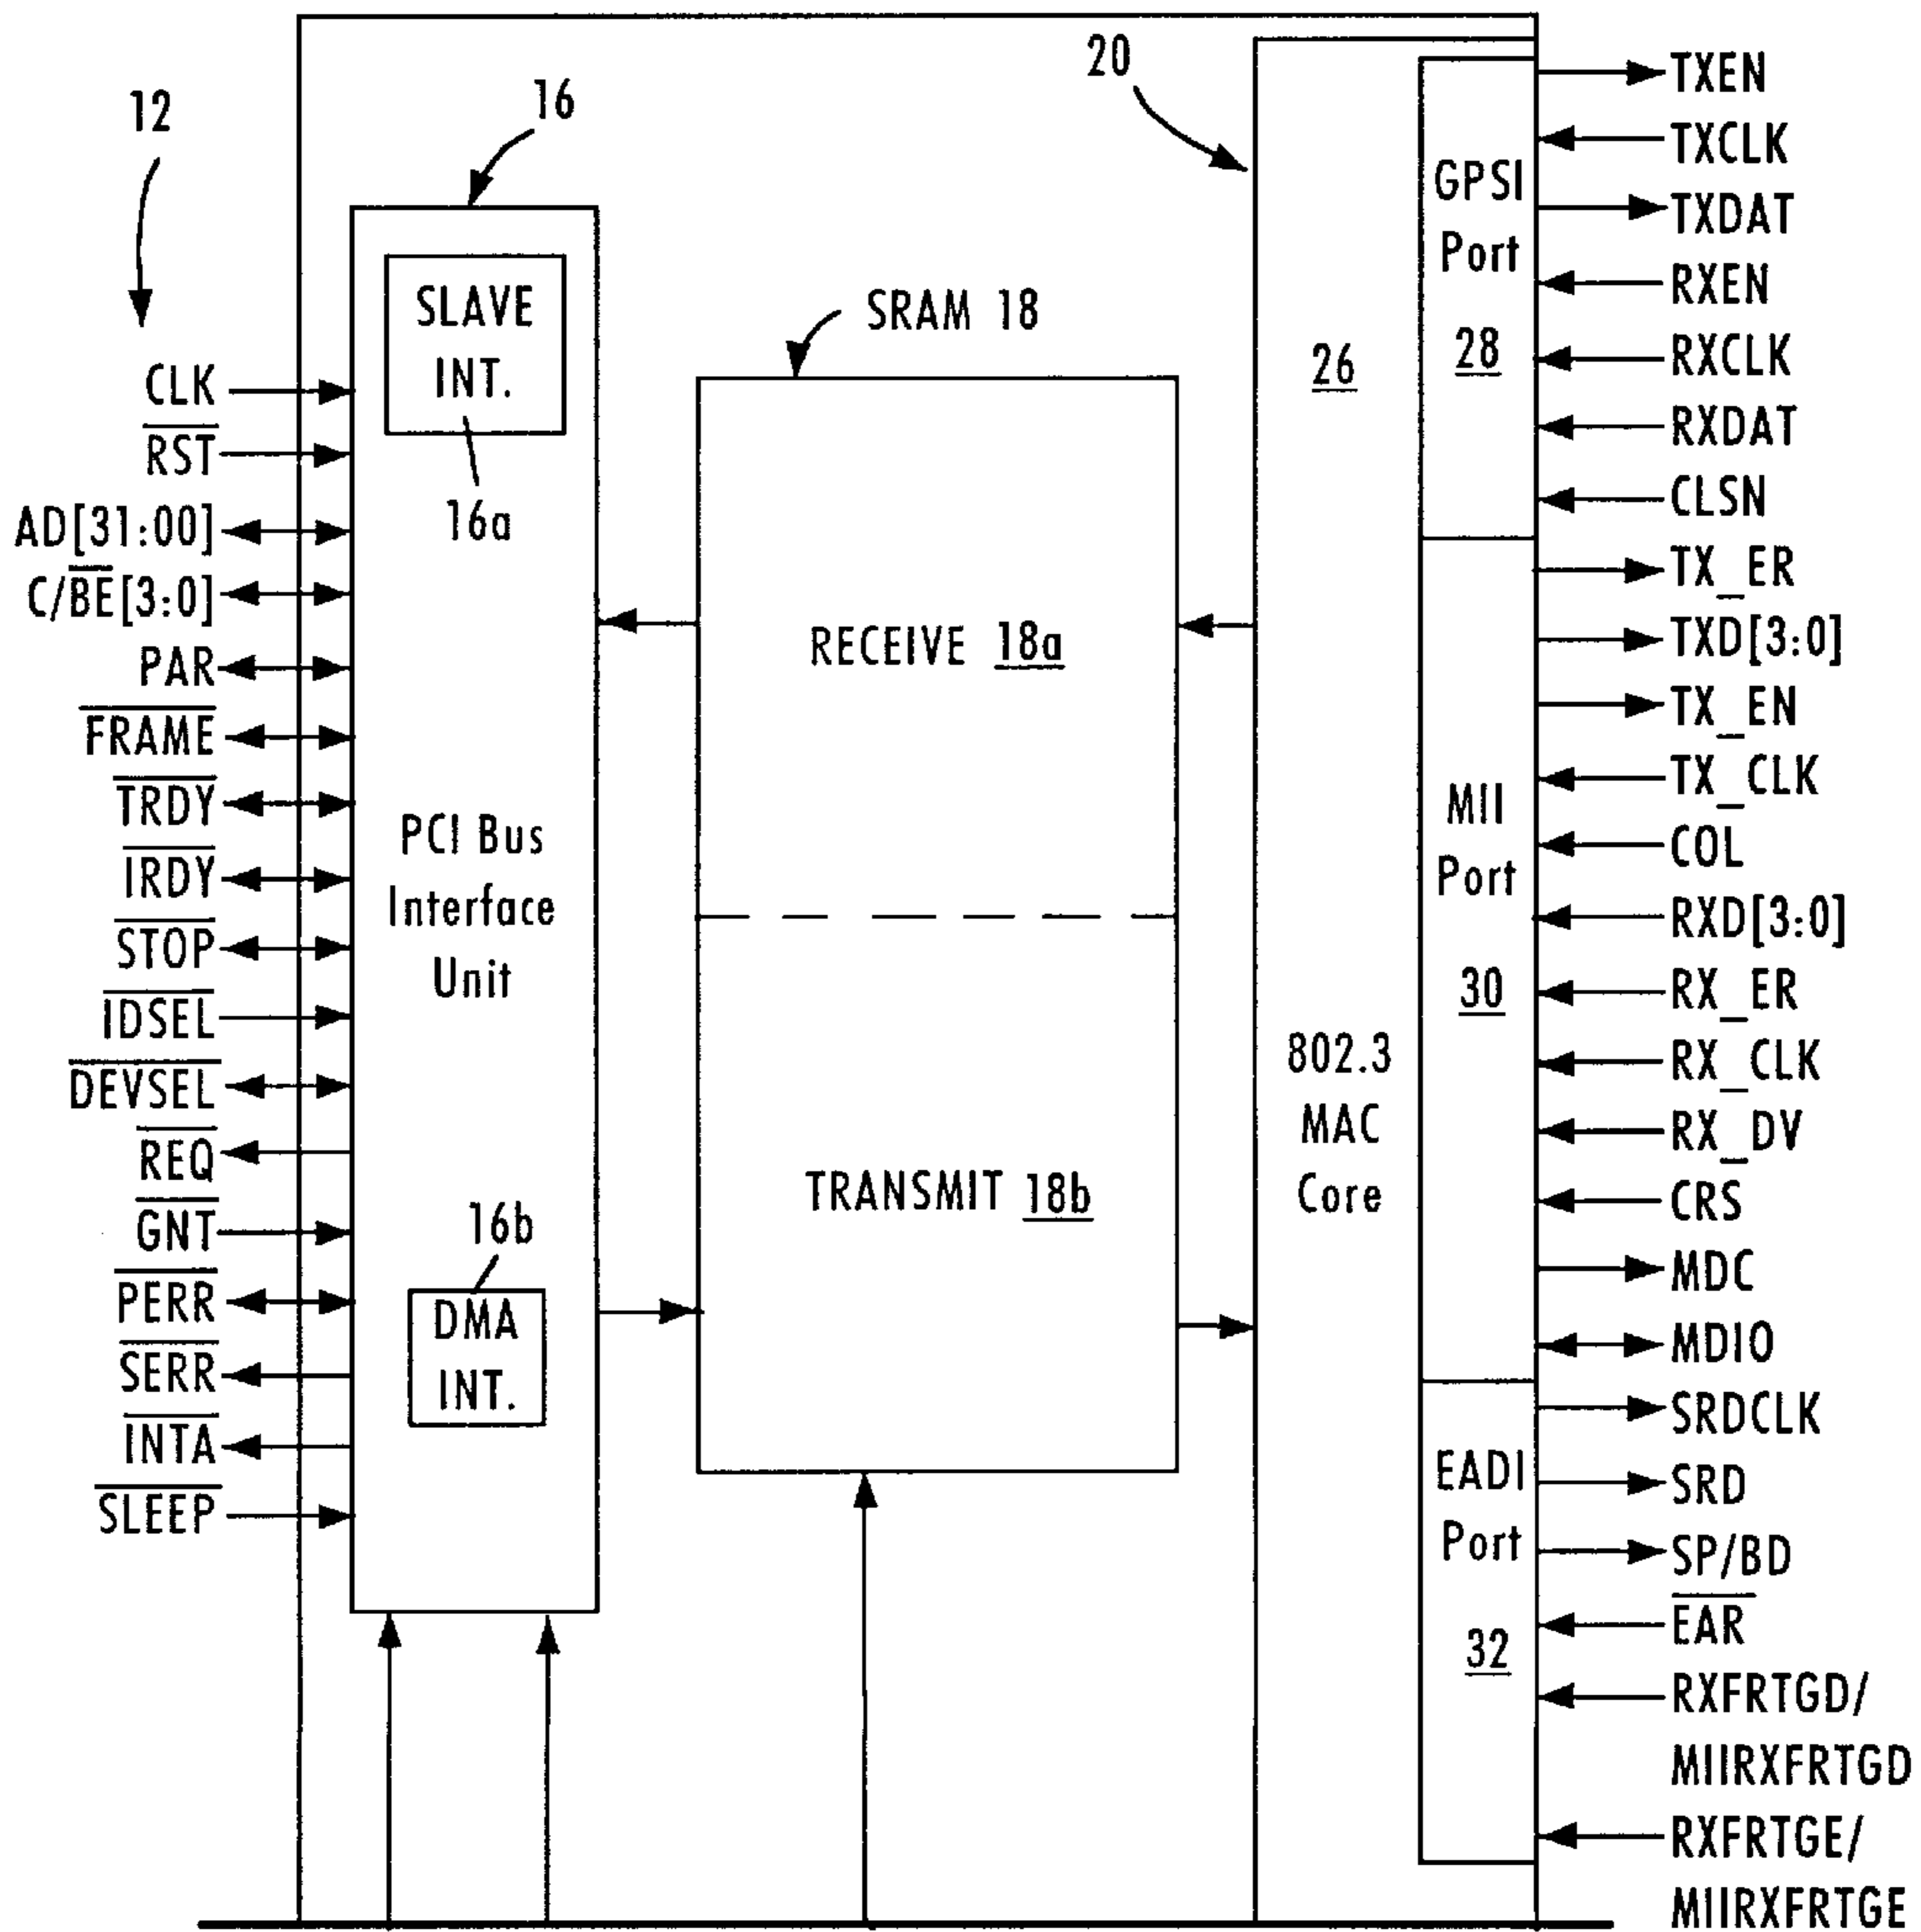 12
CLK
RST
AD[31:00]
C/BE[3:0]
PAR
FRAME
TRDY
IRDY
STOP
IDSEL
DEVSEL
REQ
GNT
PERR
SERR
INTA
SLEEP
16
SLAVE
INT.
16a
PCI Bus
Interface
Unit
16b
DMA
INT.
SRAM 18
RECEIVE 18a
TRANSMIT 18b
20
26
802.3
MAC
Core
GPSI
Port
28
MII
Port
30
EADI
Port
32
TXEN
TXCLK
TXDAT
RXEN
RXCLK
RXDAT
CLSN
TX_ER
TXD[3:0]
TX_EN
TX_CLK
COL
RXD[3:0]
RX_ER
RX_CLK
RX_DV
CRS
MDC
MDIO
SRDCLK
SRD
SP/BD
EAR
RXFRTGD/
MIIRXFRTGD
RXFRTGE/
MIIRXFRTGE